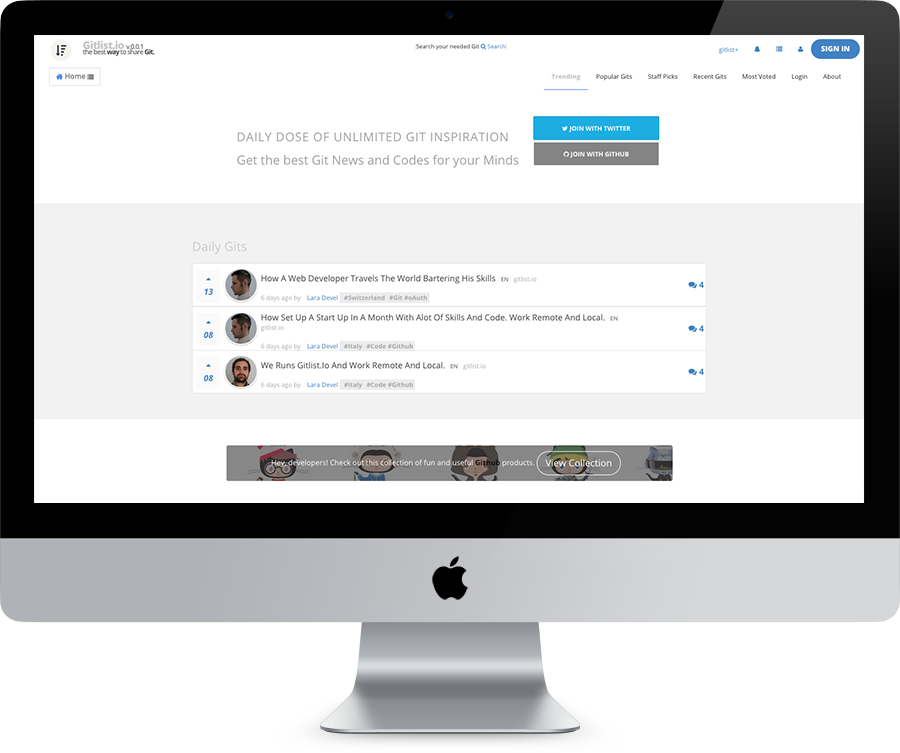 Gitlist.io v.0.0.1
the best way to share Git.
Search your needed Git Search!
gitlist+
SIGN IN
Home
Trending Popular Gits Staff Picks Recent Gits Most Voted Login About
DAILY DOSE OF UNLIMITED GIT INSPIRATION
Get the best Git News and Codes for your Minds
JOIN WITH TWITTER
JOIN WITH GITHUB
Daily Gits
13
How A Web Developer Travels The World Bartering His Skills EN gitlist.io
6 days ago by Lara Devel #Switzerland #Git #oAuth
4
08
How Set Up A Start Up In A Month With Alot Of Skills And Code. Work Remote And Local. EN
gitlist.io
6 days ago by Lara Devel #Italy #Code #Github
4
08
We Runs Gitlist.Io And Work Remote And Local. EN gitlist.io
6 days ago by Lara Devel #Italy #Code #Github
4
Hey, developers! Check out this collection of fun and useful Github products. View Collection